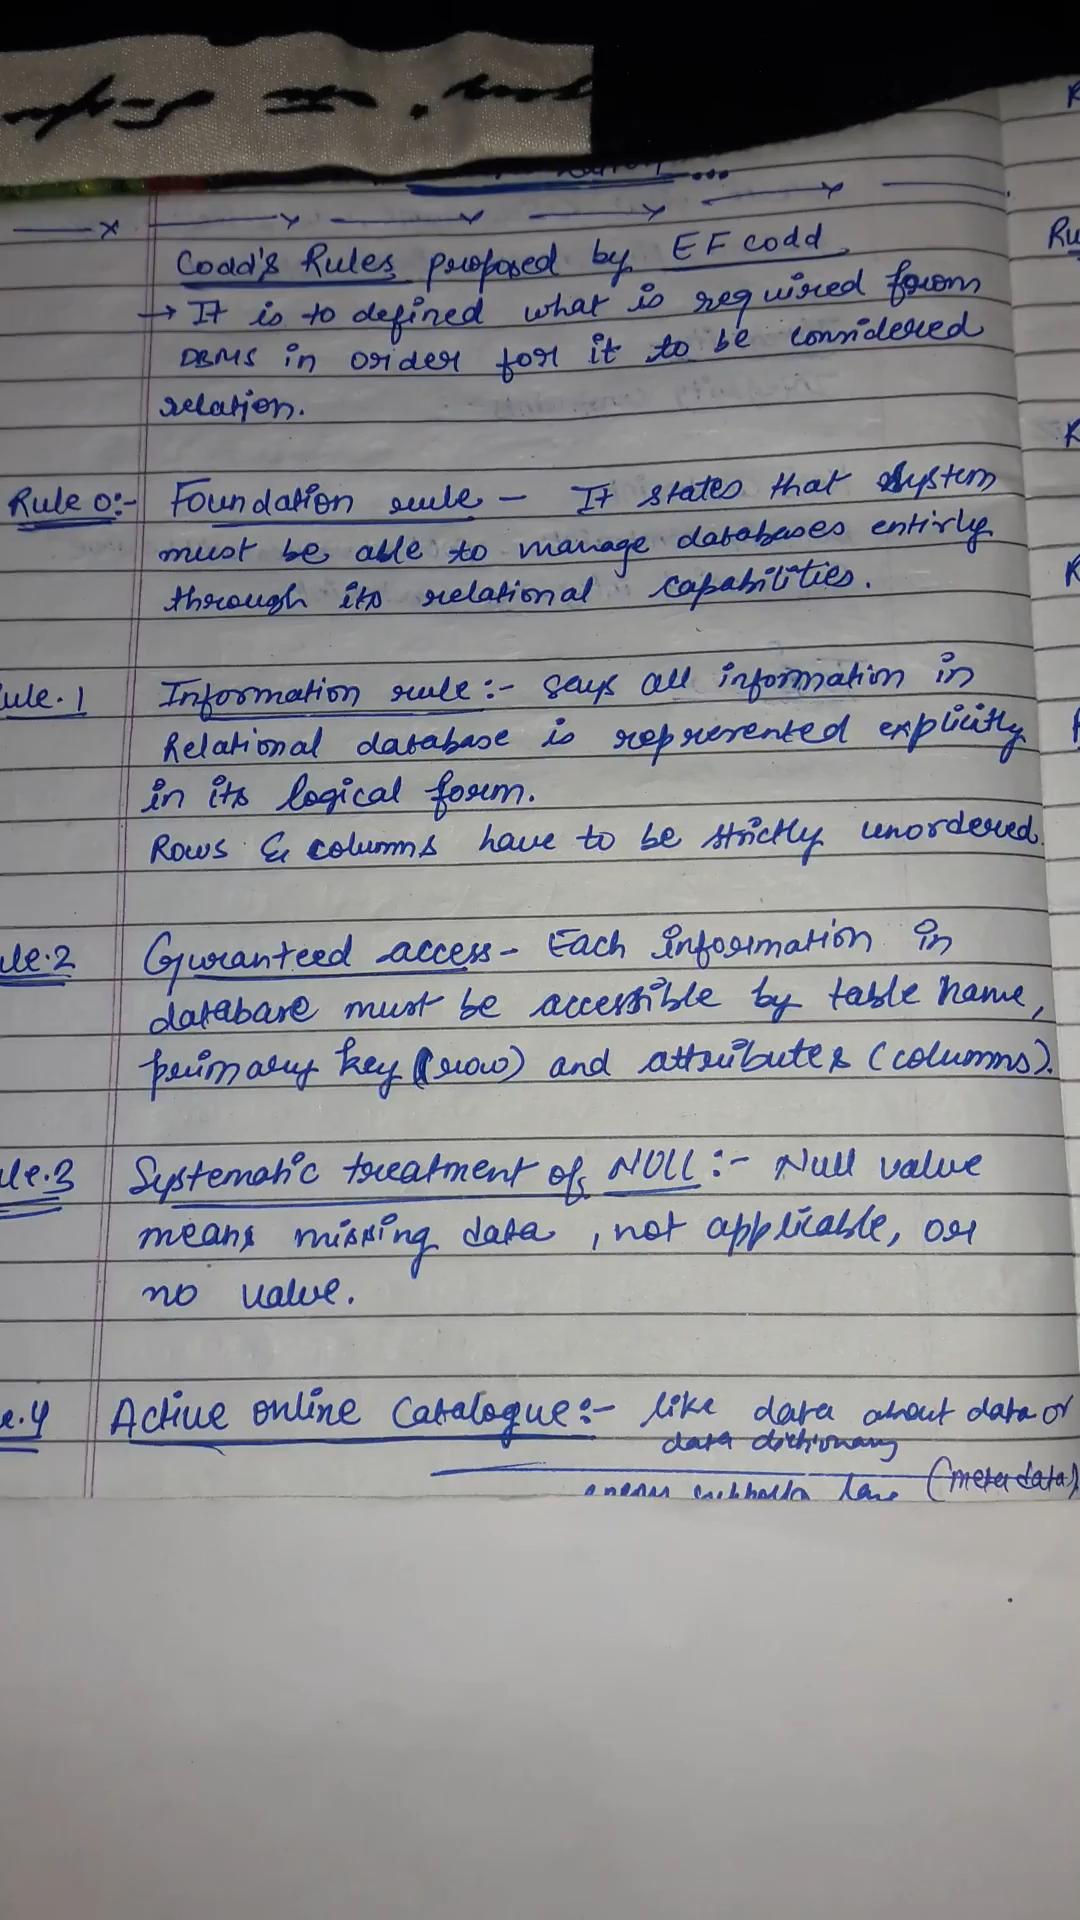 Codd's Rules proposed by EF codd
→ It is to defined what is required from
DBMS in order for it to be considered
relation.
Rule 0:- Foundation rule - It states that system
must be able to manage databases entirly
through its relational capabilities.
ule.1 Information rule:- says all information in
Relational database is represented explicitly
in its logical form.
Rows & columns have to be strictly unordered.
ule.2 Guranteed access - Each information in
database must be accessible by table name,
primary key (row) and attributes (columns).
ule.3 Systematic treatment of NULL :- Null value
means missing data, not applicable, or
no value.
e.4 Active online Catalogue:- like data about data or
data dictionary
(meta data)